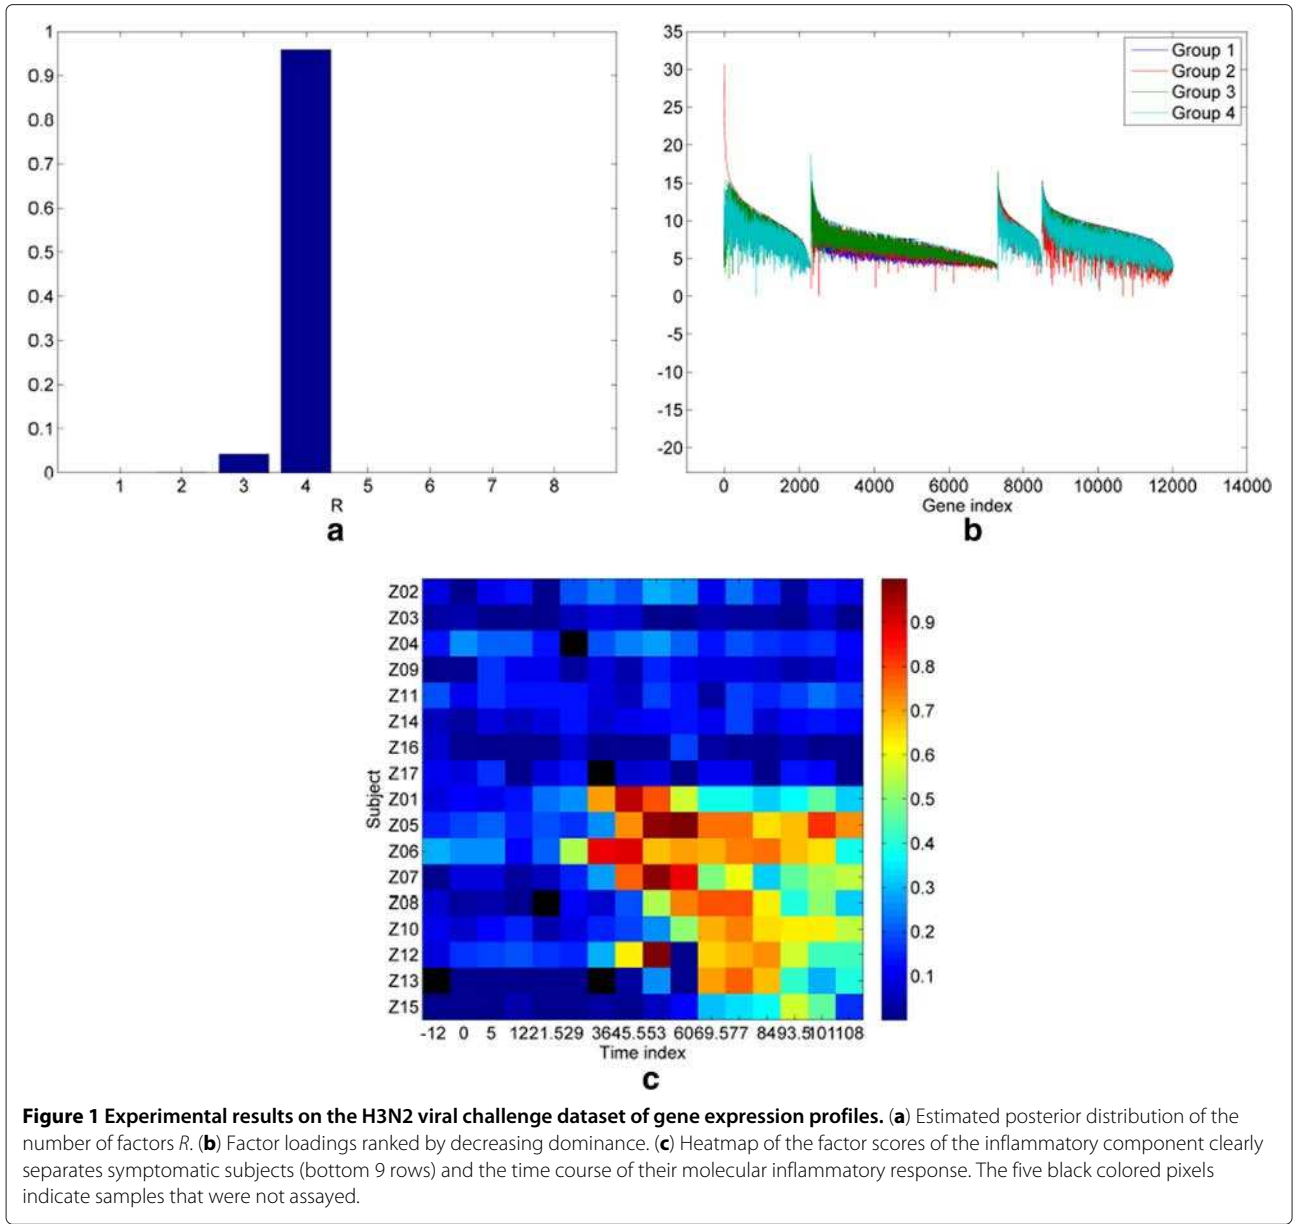 1
0.9
0.8
0.7
0.6
0.5
0.4
0.3
0.2
0.1
0
1 2 3 4 5 6 7 8
R
a
35
30
25
20
15
10
5
0
-5
-10
-15
-20
Group 1
Group 2
Group 3
Group 4
0 2000 4000 6000 8000 10000 12000 14000
Gene index
b
Subject
Z02
Z03
Z04
Z09
Z11
Z14
Z16
Z17
Z01
Z05
Z06
Z07
Z08
Z10
Z12
Z13
Z15
-12 0 5 1221.529 3645.553 6069.577 8493.5101108
Time index
0.9
0.8
0.7
0.6
0.5
0.4
0.3
0.2
0.1
c
Figure 1 Experimental results on the H3N2 viral challenge dataset of gene expression profiles. (a) Estimated posterior distribution of the
number of factors R. (b) Factor loadings ranked by decreasing dominance. (c) Heatmap of the factor scores of the inflammatory component clearly
separates symptomatic subjects (bottom 9 rows) and the time course of their molecular inflammatory response. The five black colored pixels
indicate samples that were not assayed.